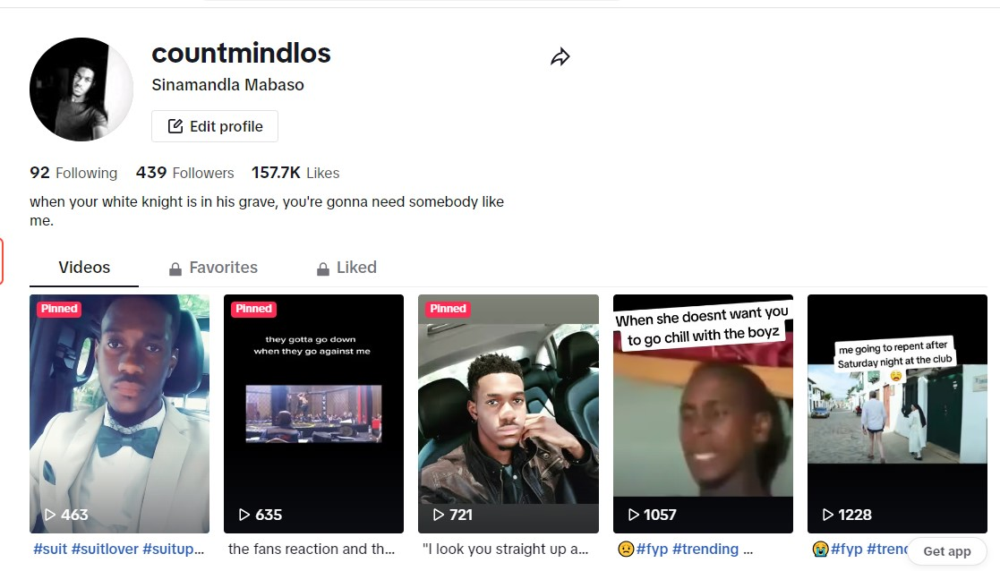 countmindlos
Sinamandla Mabaso
Edit profile
92 Following 439 Followers 157.7K Likes
when your white knight is in his grave, you're gonna need somebody like
me.
Videos Favorites Liked
Pinned
463
#suit #suitlover #suitup...
Pinned
they gotta go down
when they go against me
635
the fans reaction and th...
Pinned
721
"I look you straight up a...
When she doesnt want you
to go chill with the boyz
1057
😟#fyp #trending ...
me going to repent after
Saturday night at the club
😩
1228
😭#fyp #trend
Get app